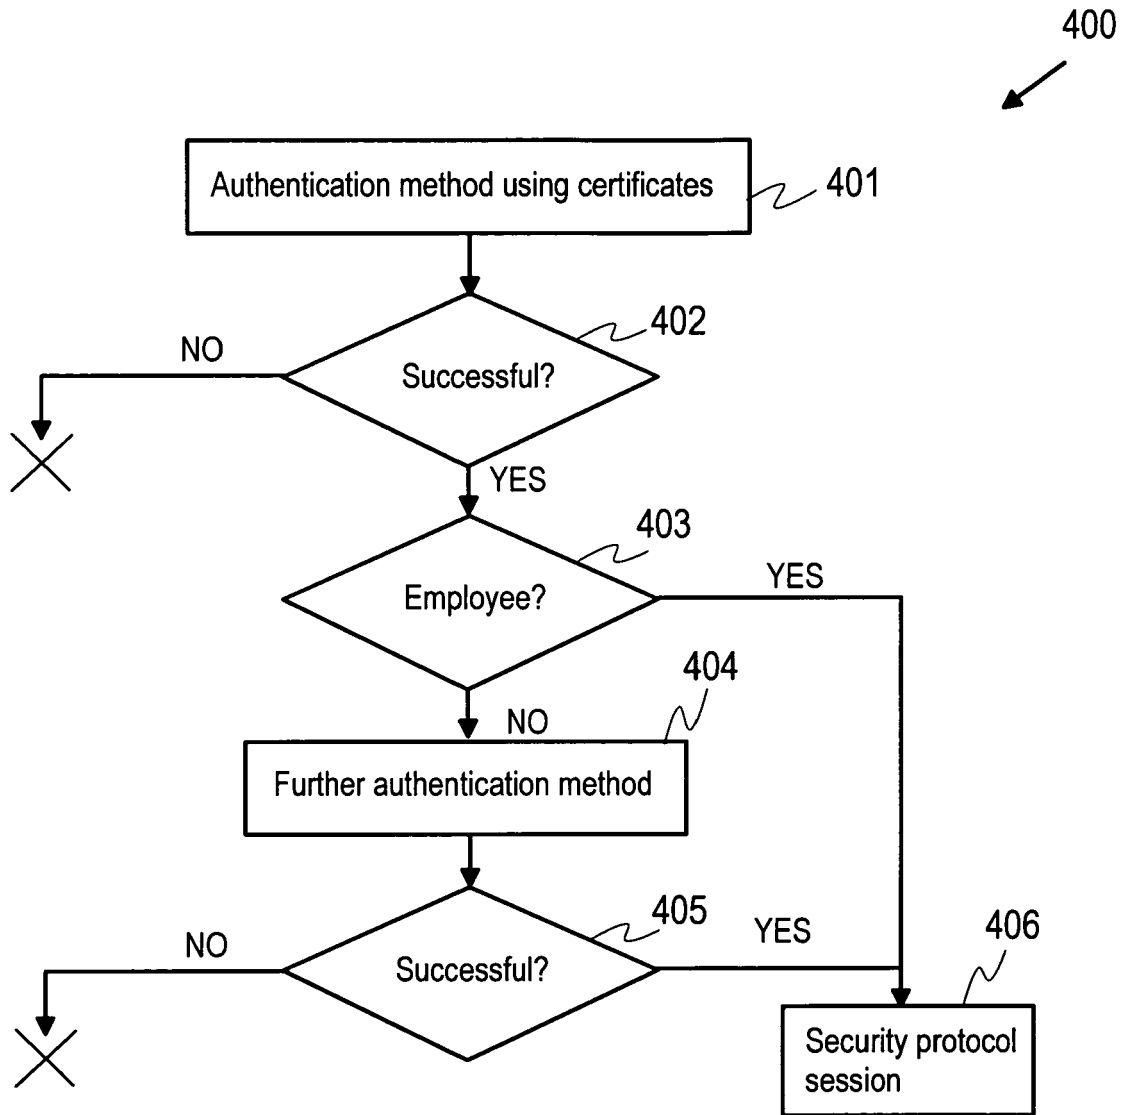 400
Authentication method using certificates
401
402
NO
Successful?
YES
403
YES
Employee?
404
NO
Further authentication method
405
NO
YES
406
Successful?
Security protocol
session